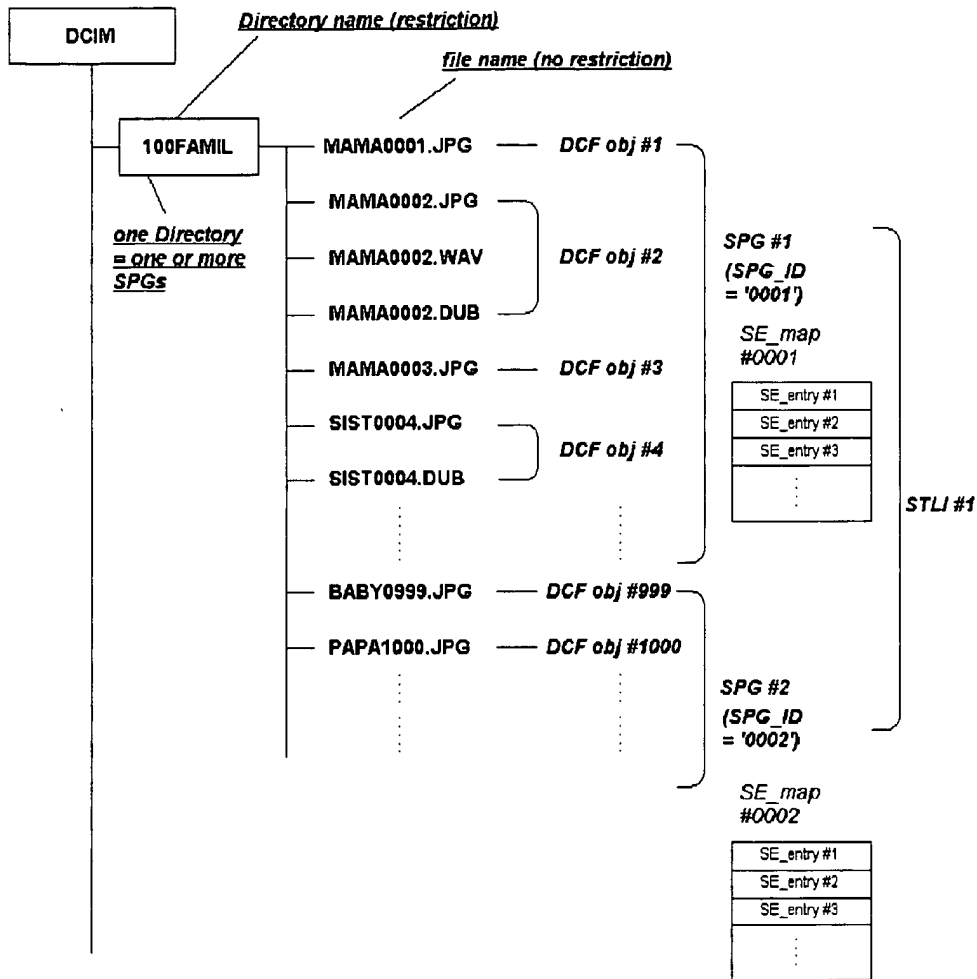 Directory name (restriction)
DCIM
file name (no restriction)
100FAMIL
MAMA0001.JPG
DCF obj #1
MAMA0002.JPG
one Directory
= one or more
SPGs
MAMA0002.WAV
DCF obj #2
MAMA0002.DUB
SPG #1
(SPG_ID
= '0001')
SE_map
#0001
MAMA0003.JPG
DCF obj #3
SE_entry #1
SE_entry #2
SE_entry #3
SIST0004.JPG
DCF obj #4
SIST0004.DUB
STLI #1
BABY0999.JPG
DCF obj #999
PAPA1000.JPG
DCF obj #1000
SPG #2
(SPG_ID
= '0002')
SE_map
#0002
SE_entry #1
SE_entry #2
SE_entry #3